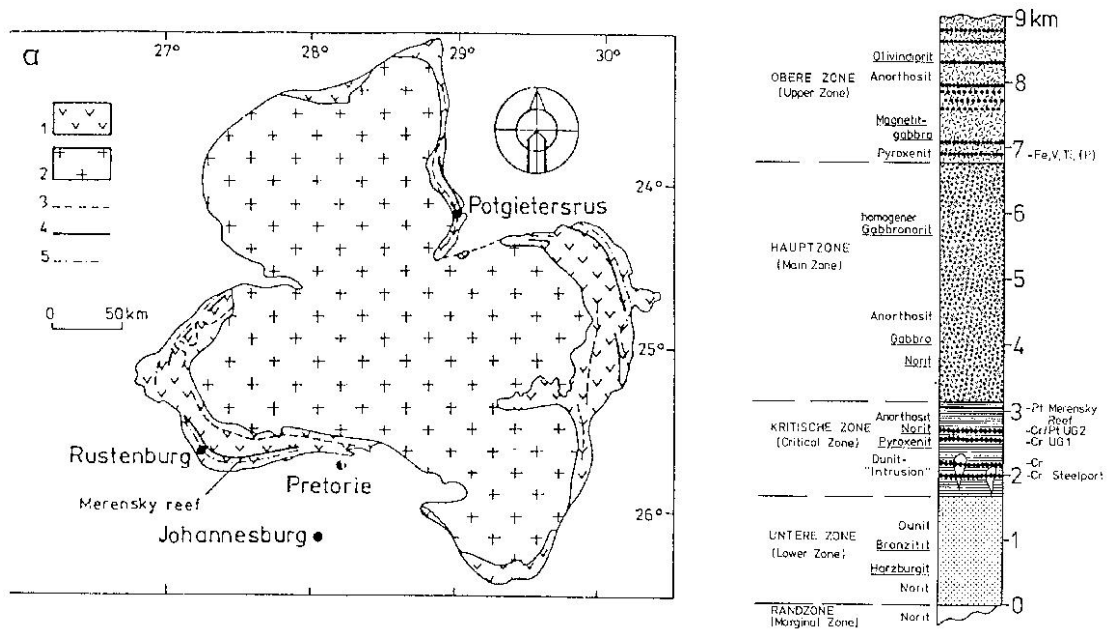 a
27°
28°
29°
30°
1
2
3
4
5
0 50 km
24°
25°
26°
Potgietersrus
Rustenburg
Merensky reef
Pretorie
Johannesburg
9 km
8
7
6
5
4
3
2
1
0
OBERE ZONE
(Upper Zone)
Olivindiorit
Anorthosit
Magnetit-
gabbro
Pyroxenit
-Fe,V,Ti,(P)
HAUPTZONE
(Main Zone)
homogener
Gabbronorit
Anorthosit
Gabbro
Norit
KRITISCHE ZONE
(Critical Zone)
Anorthosit
Norit
Pyroxenit
Dunit-
"Intrusion"
-Pt Merensky
Reef
-Cr/Pt UG2
-Cr UG1
-Cr
-Cr Steelport
UNTERE ZONE
(Lower Zone)
Dunit
Bronzitit
Harzburgit
Norit
RANDZONE
(Marginal Zone)
Norit